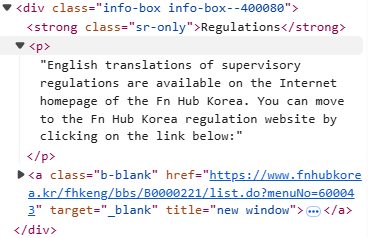 <div class="info-box info-box--400080">
<strong class="sr-only">Regulations</strong>
<p>
"English translations of supervisory
regulations are available on the Internet
homepage of the Fn Hub Korea. You can move
to the Fn Hub Korea regulation website by
clicking on the link below:"
</p>
<a class="b-blank" href="https://www.fnhubkore
a.kr/fhkeng/bbs/B0000221/list.do?menuNo=60004
3" target="_blank" title="new window">…</a>
</div>